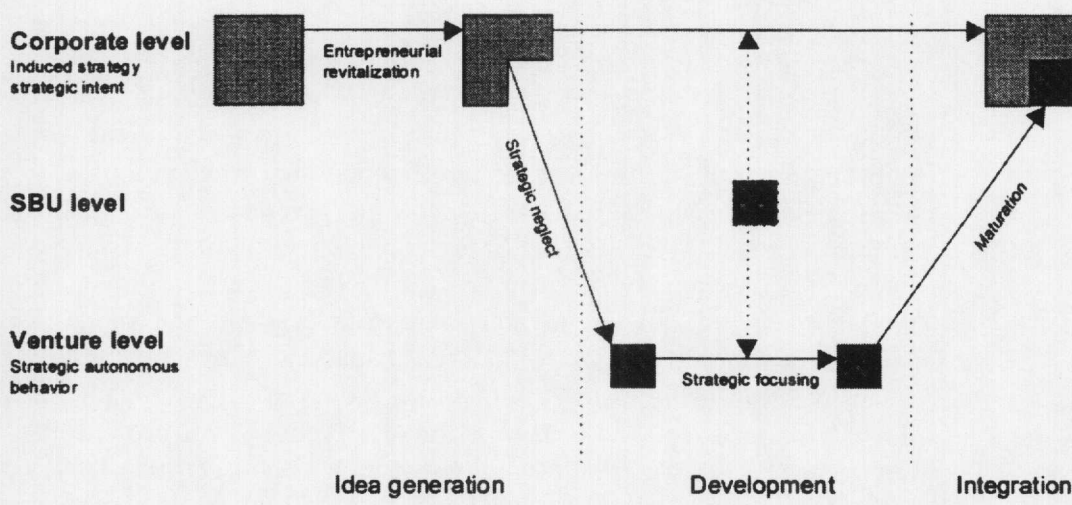 Corporate level
Induced strategy
strategic intent
Entrepreneurial
revitalization
Strategic neglect
SBU level
Maturation
Venture level
Strategic autonomous
behavior
Strategic focusing
Idea generation
Development
Integration